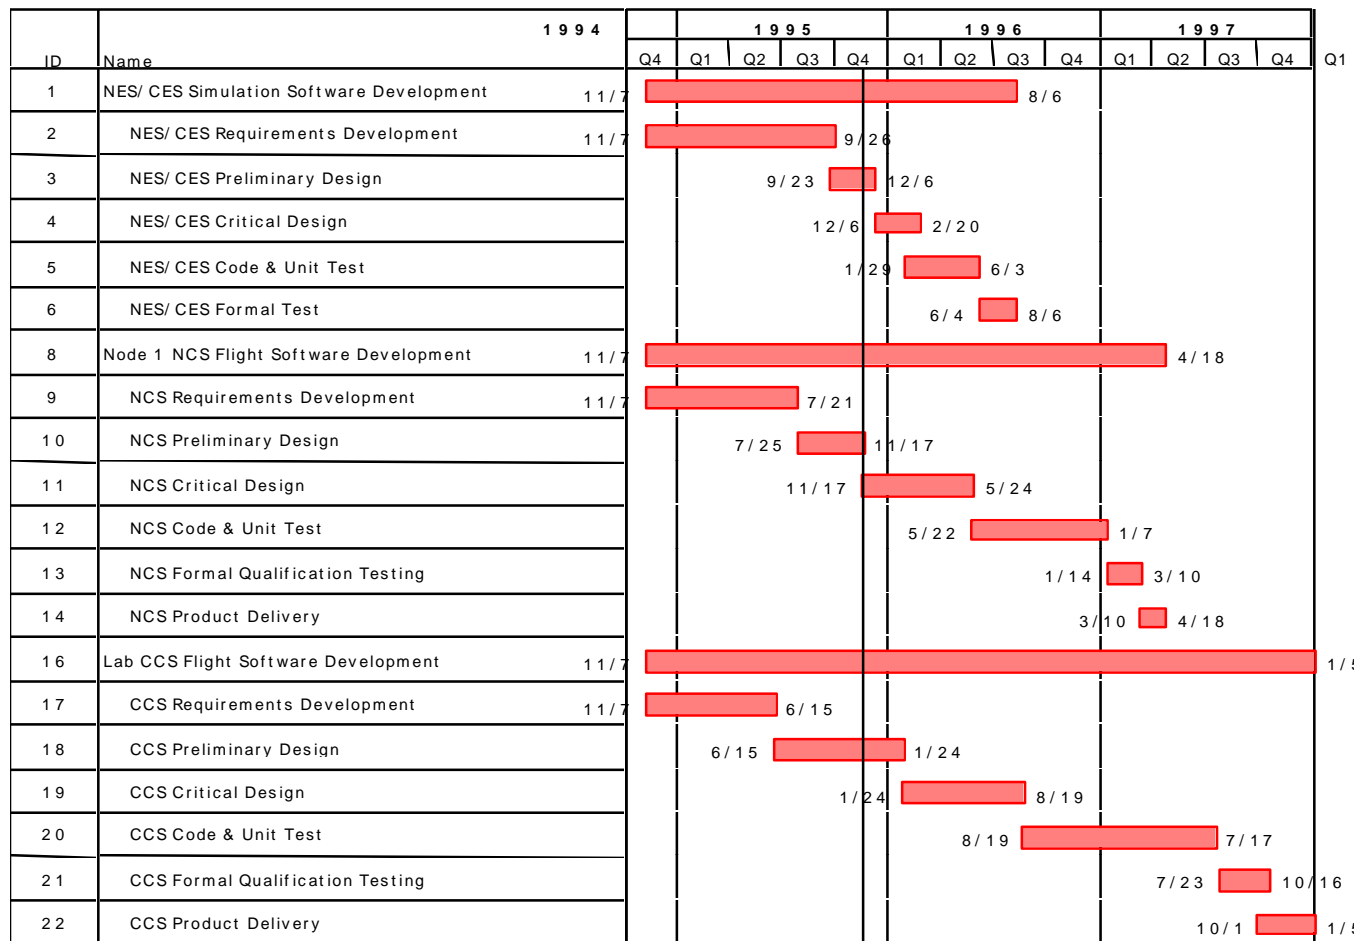 1994 1995 1996 1997
ID Name Q4 Q1 Q2 Q3 Q4 Q1 Q2 Q3 Q4 Q1 Q2 Q3 Q4 Q1
1 NES/CES Simulation Software Development 11/7 8/6
2 NES/CES Requirements Development 11/7 9/26
3 NES/CES Preliminary Design 9/23 12/6
4 NES/CES Critical Design 12/6 2/20
5 NES/CES Code & Unit Test 1/29 6/3
6 NES/CES Formal Test 6/4 8/6
8 Node 1 NCS Flight Software Development 11/7 4/18
9 NCS Requirements Development 11/7 7/21
10 NCS Preliminary Design 7/25 11/17
11 NCS Critical Design 11/17 5/24
12 NCS Code & Unit Test 5/22 1/7
13 NCS Formal Qualification Testing 1/14 3/10
14 NCS Product Delivery 3/10 4/18
16 Lab CCS Flight Software Development 11/7 1/5
17 CCS Requirements Development 11/7 6/15
18 CCS Preliminary Design 6/15 1/24
19 CCS Critical Design 1/24 8/19
20 CCS Code & Unit Test 8/19 7/17
21 CCS Formal Qualification Testing 7/23 10/16
22 CCS Product Delivery 10/1 1/5